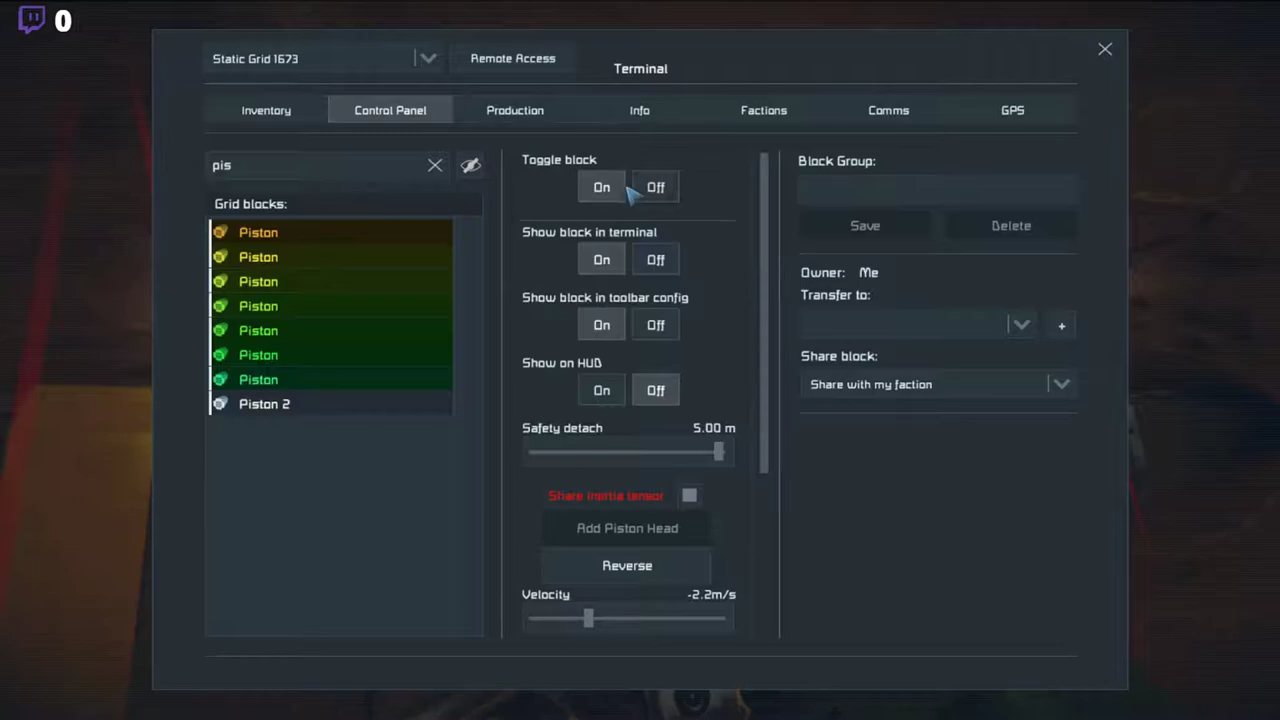 0
Static Grid 1673
Remote Access
Terminal
Inventory
Control Panel
Production
Info
Factions
Comms
GPS
pis
Grid blocks:
Piston
Piston
Piston
Piston
Piston
Piston
Piston
Piston 2
Toggle block
On
Off
Show block in terminal
On
Off
Show block in toolbar config
On
Off
Show on HUD
On
Off
Safety detach
5.00 m
Share inertia tensor
Add Piston Head
Reverse
Velocity
-2.2m/s
Block Group:
Save
Delete
Owner: Me
Transfer to:
+
Share block:
Share with my faction